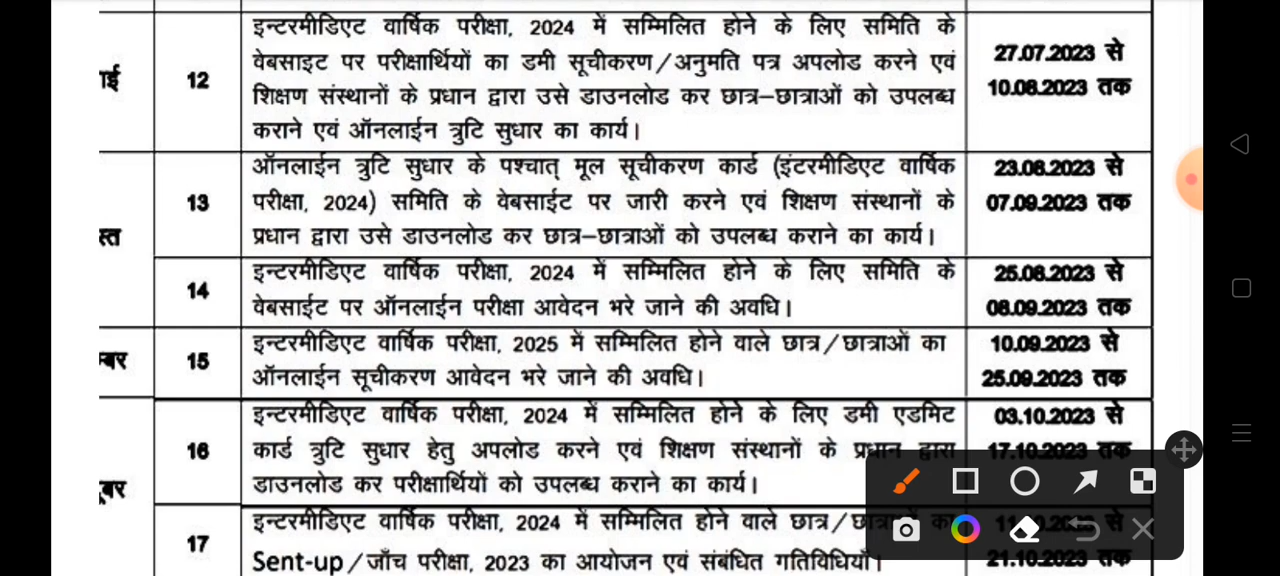 इन्टरमीडिएट वार्षिक परीक्षा, 2024 में सम्मिलित होने के लिए समिति के
ई 12 वेबसाइट पर परीक्षार्थियों का डमी सूचीकरण/अनुमति पत्र अपलोड करने एवं 27.07.2023 से
शिक्षण संस्थानों के प्रधान द्वारा उसे डाउनलोड कर छात्र-छात्राओं को उपलब्ध 10.08.2023 तक
कराने एवं ऑनलाईन त्रुटि सुधार का कार्य।
ऑनलाईन त्रुटि सुधार के पश्चात् मूल सूचीकरण कार्ड (इंटरमीडिएट वार्षिक 23.08.2023 से
13 परीक्षा, 2024) समिति के वेबसाईट पर जारी करने एवं शिक्षण संस्थानों के 07.09.2023 तक
स्त प्रधान द्वारा उसे डाउनलोड कर छात्र-छात्राओं को उपलब्ध कराने का कार्य।
14 इन्टरमीडिएट वार्षिक परीक्षा, 2024 में सम्मिलित होने के लिए समिति के 25.08.2023 से
वेबसाईट पर ऑनलाईन परीक्षा आवेदन भरे जाने की अवधि। 08.09.2023 तक
म्बर 15 इन्टरमीडिएट वार्षिक परीक्षा, 2025 में सम्मिलित होने वाले छात्र/छात्राओं का 10.09.2023 से
ऑनलाईन सूचीकरण आवेदन भरे जाने की अवधि। 25.09.2023 तक
इन्टरमीडिएट वार्षिक परीक्षा, 2024 में सम्मिलित होने के लिए डमी एडमिट 03.10.2023 से
16 कार्ड त्रुटि सुधार हेतु अपलोड करने एवं शिक्षण संस्थानों के प्रधान द्वारा 17.10.2023 तक
बर डाउनलोड कर परीक्षार्थियों को उपलब्ध कराने का कार्य।
17 इन्टरमीडिएट वार्षिक परीक्षा, 2024 में सम्मिलित होने वाले छात्र/छात्राओं का से
Sent-up/जाँच परीक्षा, 2023 का आयोजन एवं संबंधित गतिविधियाँ। 21.10.2023 तक